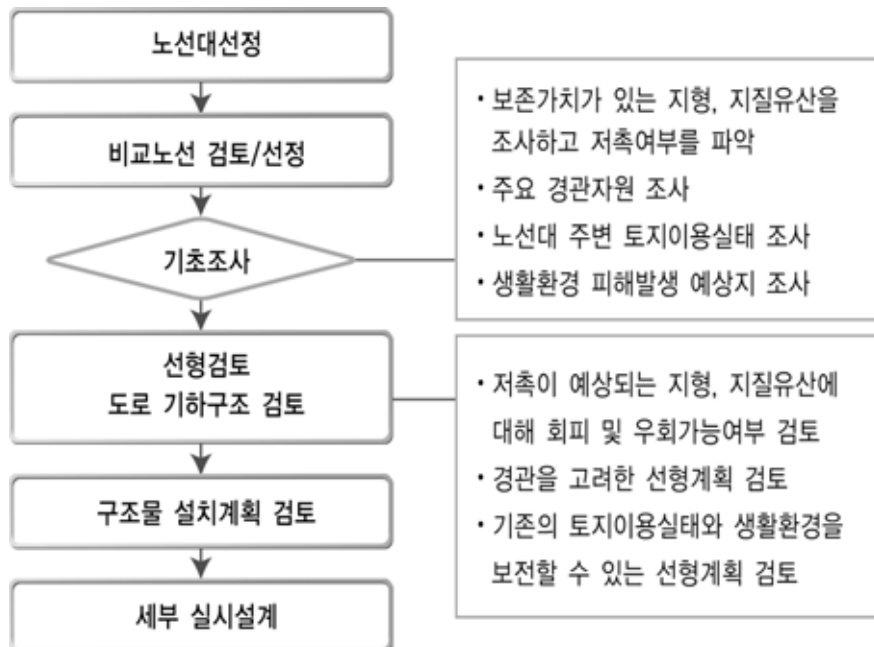 노선대선정
비교노선 검토/선정
기초조사
• 보존가치가 있는 지형, 지질유산을
조사하고 저촉여부를 파악
• 주요 경관자원 조사
• 노선대 주변 토지이용실태 조사
• 생활환경 피해발생 예상지 조사
선형검토
도로 기하구조 검토
• 저촉이 예상되는 지형, 지질유산에
대해 회피 및 우회가능여부 검토
• 경관을 고려한 선형계획 검토
• 기존의 토지이용실태와 생활환경을
보전할 수 있는 선형계획 검토
구조물 설치계획 검토
세부 실시설계